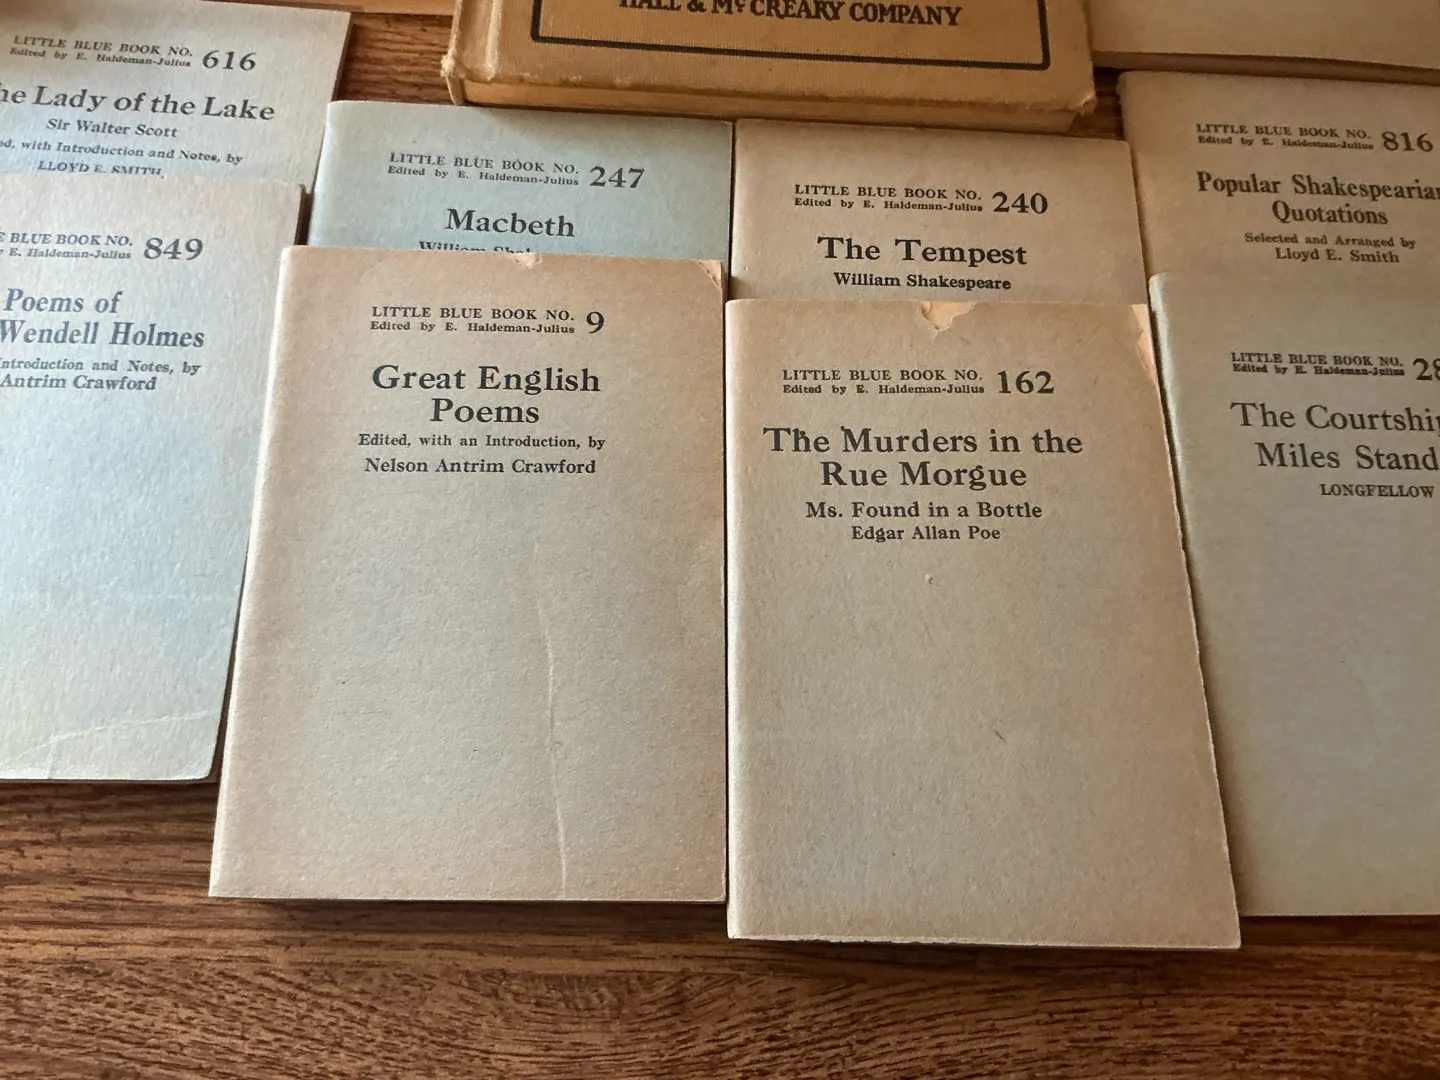 HALL & McCREARY COMPANY
LITTLE BLUE BOOK NO. 616
Edited by E. Haldeman-Julius
Lady of the Lake
Sir Walter Scott
with Introduction and Notes, by
LLOYD E. SMITH
LITTLE BLUE BOOK NO. 247
Edited by E. Haldeman-Julius
Macbeth
William
LITTLE BLUE BOOK NO. 240
Edited by E. Haldeman-Julius
The Tempest
William Shakespeare
LITTLE BLUE BOOK NO. 816
Edited by E. Haldeman-Julius
Popular Shakespearian
Quotations
Selected and Arranged by
Lloyd E. Smith
BLUE BOOK NO. 849
E. Haldeman-Julius
Poems of
Wendell Holmes
Introduction and Notes, by
Antrim Crawford
LITTLE BLUE BOOK NO. 9
Edited by E. Haldeman-Julius
Great English
Poems
Edited, with an Introduction, by
Nelson Antrim Crawford
LITTLE BLUE BOOK NO. 162
Edited by E. Haldeman-Julius
The Murders in the
Rue Morgue
Ms. Found in a Bottle
Edgar Allan Poe
LITTLE BLUE BOOK NO. 28
Edited by E. Haldeman-Julius
The Courtship
Miles Stand
LONGFELLOW